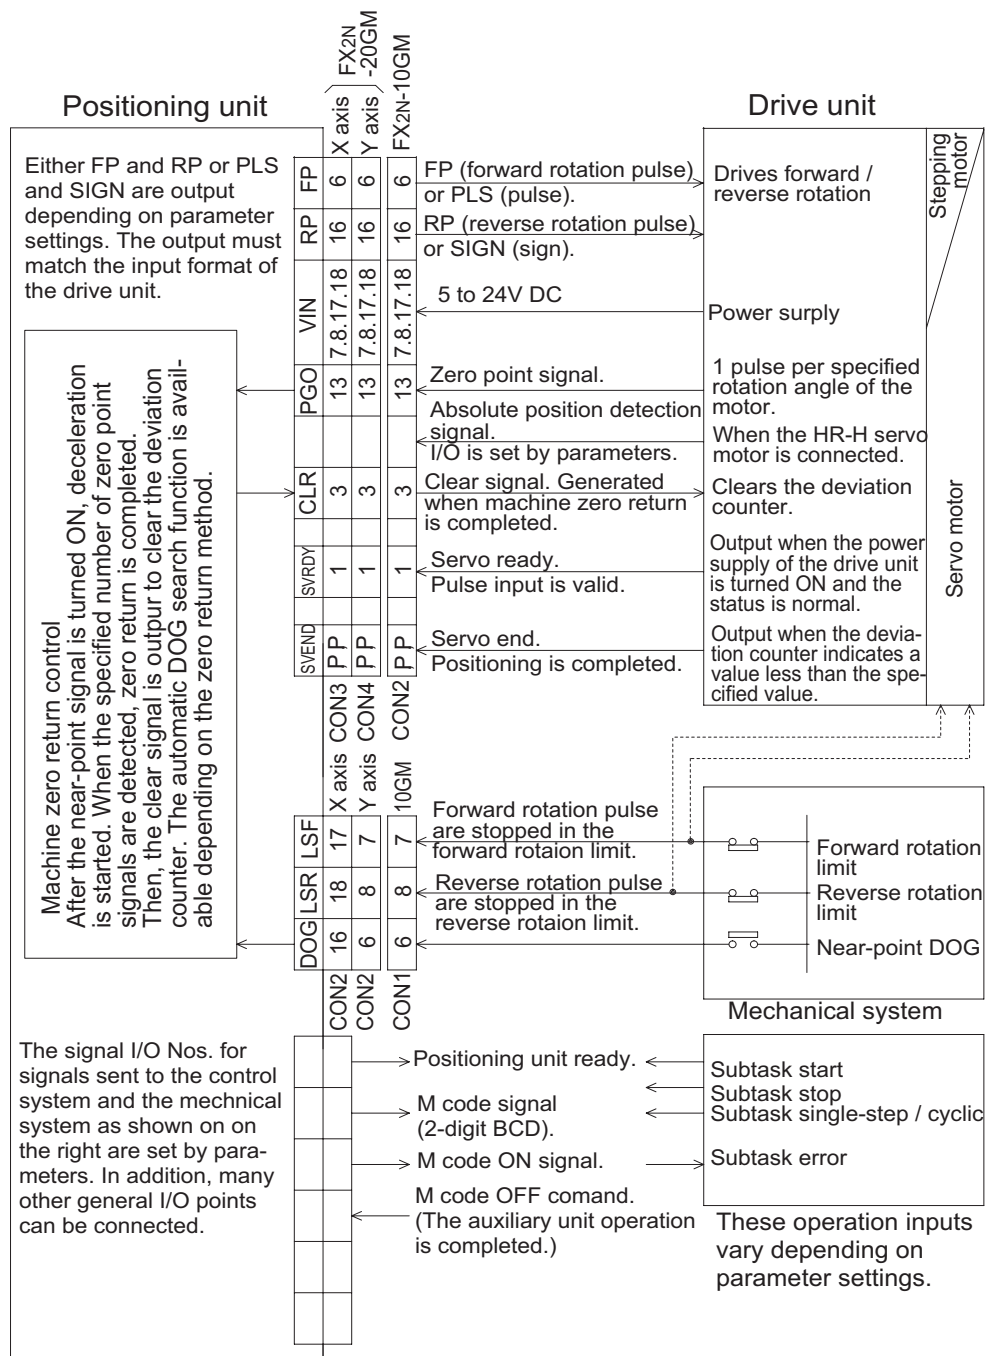 FX2N
-20GM
Positioning unit
X axis
Y axis
FX2N-10GM
Drive unit
Either FP and RP or PLS
and SIGN are output
depending on parameter
settings. The output must
match the input format of
the drive unit.
FP
6
6
6
FP (forward rotation pulse)
or PLS (pulse).
Drives forward /
reverse rotation
Stepping
motor
RP
16
16
16
RP (reverse rotation pulse)
or SIGN (sign).
VIN
7.8.17.18
7.8.17.18
7.8.17.18
5 to 24V DC
Power surply
PGO
13
13
13
Zero point signal.
1 pulse per specified
rotation angle of the
motor.
Absolute position detection
signal.
I/O is set by parameters.
When the HR-H servo
motor is connected.
CLR
3
3
3
Clear signal. Generated
when machine zero return
is completed.
Clears the deviation
counter.
SVRDY
1
1
1
Servo ready.
Pulse input is valid.
Output when the power
supply of the drive unit
is turned ON and the
status is normal.
Servo motor
SVEND
P P
P P
P P
Servo end.
Positioning is completed.
Output when the devia-
tion counter indicates a
value less than the spe-
cified value.
CON3
CON4
CON2
Machine zero return control
After the near-point signal is turned ON, deceleration
is started. When the specified number of zero point
signals are detected, zero return is completed.
Then, the clear signal is outpur to clear the deviation
counter. The automatic DOG search function is avail-
able depending on the zero return method.
X axis
Y axis
10GM
LSF
17
7
7
Forward rotation pulse
are stopped in the
forward rotaion limit.
Forward rotation
limit
LSR
18
8
8
Reverse rotation pulse
are stopped in the
reverse rotaion limit.
Reverse rotation
limit
DOG
16
6
6
Near-point DOG
CON2
CON2
CON1
Mechanical system
The signal I/O Nos. for
signals sent to the control
system and the mechnical
system as shown on on
the right are set by para-
meters. In addition, many
other general I/O points
can be connected.
Positioning unit ready.
M code signal
(2-digit BCD).
M code ON signal.
M code OFF comand.
(The auxiliary unit operation
is completed.)
Subtask start
Subtask stop
Subtask single-step / cyclic
Subtask error
These operation inputs
vary depending on
parameter settings.